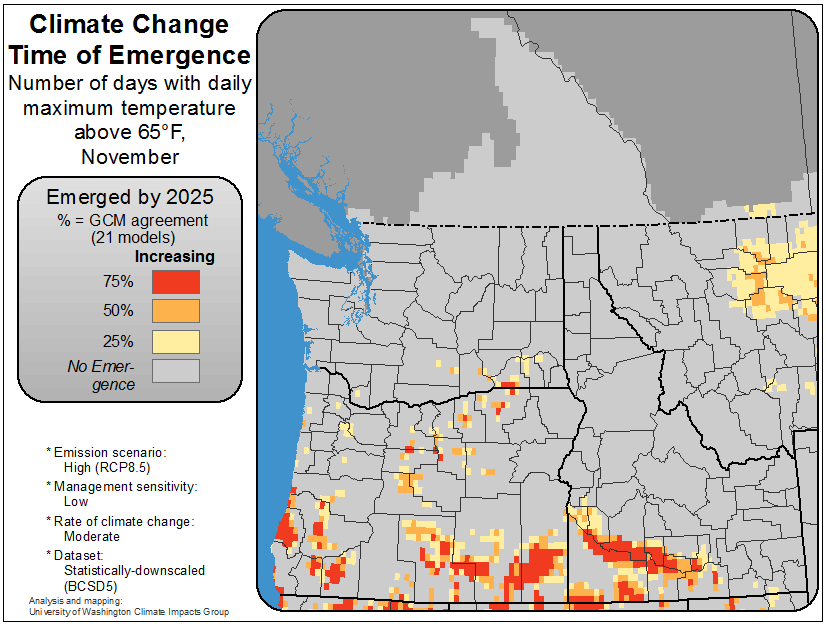 Climate Change
Time of Emergence
Number of days with daily
maximum temperature
above 65°F,
November
Emerged by 2025
% = GCM agreement
(21 models)
Increasing
75%
50%
25%
No Emer-
gence
* Emission scenario:
High (RCP8.5)
* Management sensitivity:
Low
* Rate of climate change:
Moderate
* Dataset:
Statistically-downscaled
(BCSD5)
Analysis and mapping:
University of Washington Climate Impacts Group